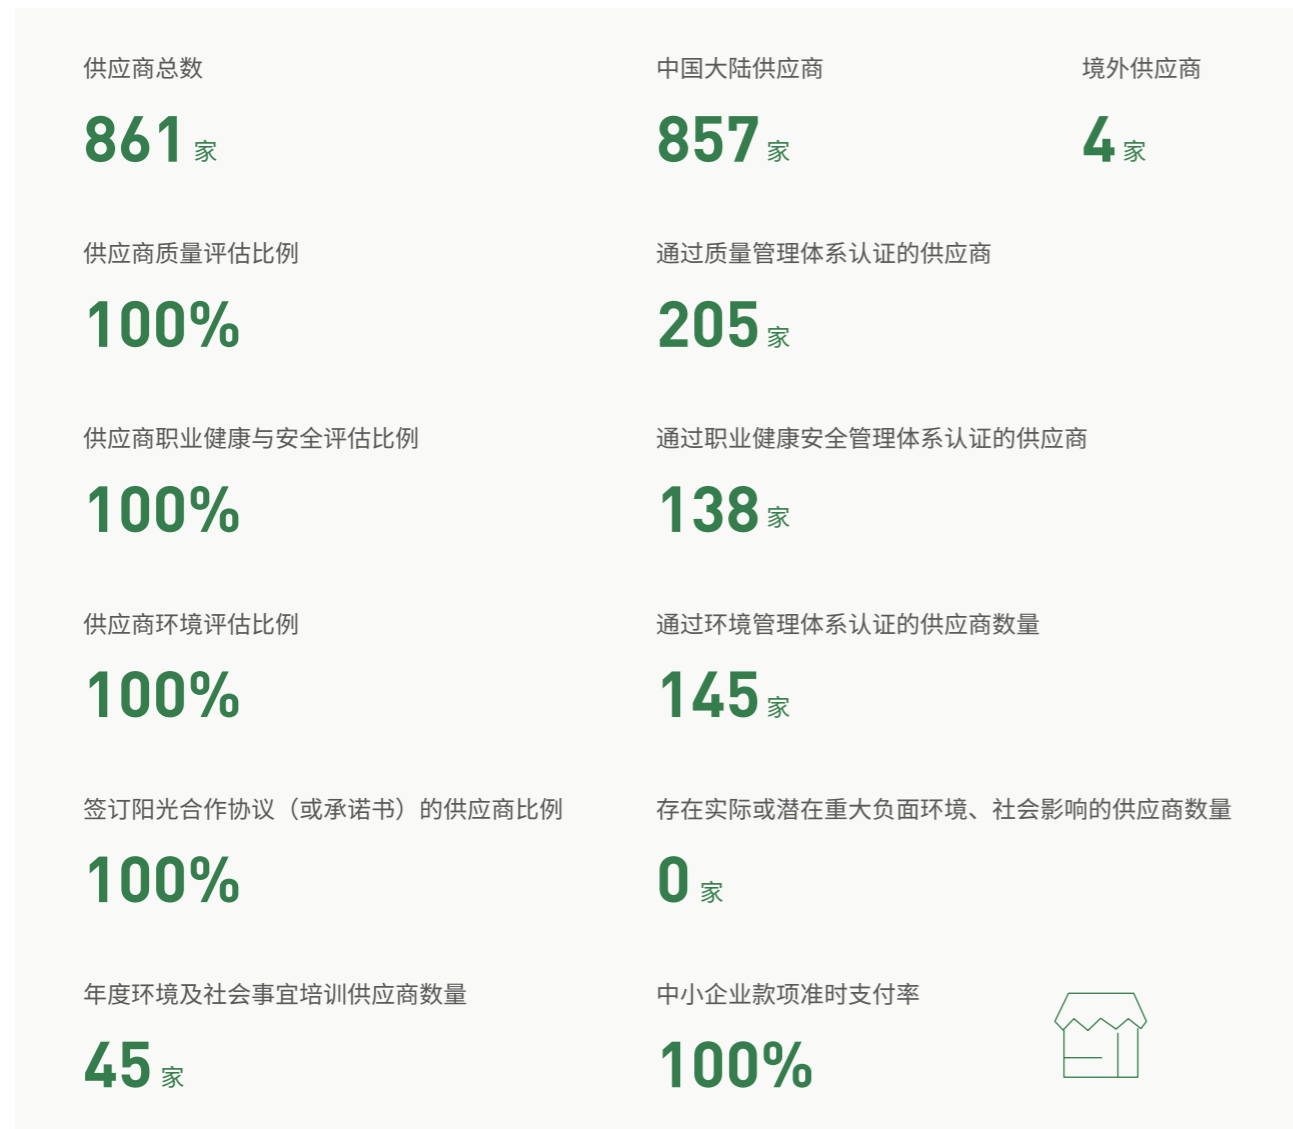 供应商总数
861 家
中国大陆供应商
857 家
境外供应商
4 家
供应商质量评估比例
100%
通过质量管理体系认证的供应商
205 家
供应商职业健康与安全评估比例
100%
通过职业健康安全管理体系认证的供应商
138 家
供应商环境评估比例
100%
通过环境管理体系认证的供应商数量
145 家
签订阳光合作协议（或承诺书）的供应商比例
100%
存在实际或潜在重大负面环境、社会影响的供应商数量
0 家
年度环境及社会事宜培训供应商数量
45 家
中小企业款项准时支付率
100%